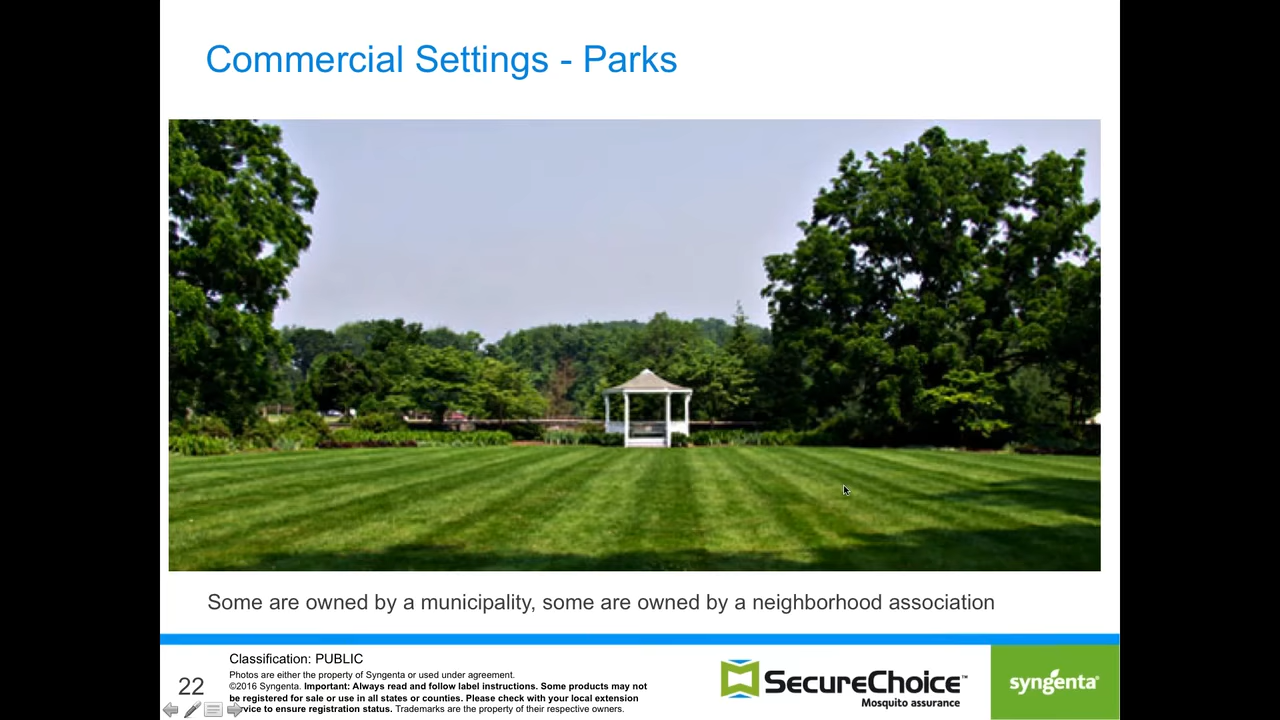 Commercial Settings - Parks
Some are owned by a municipality, some are owned by a neighborhood association
22
Classification: PUBLIC
Photos are either the property of Syngenta or used under agreement.
©2016 Syngenta. Important: Always read and follow label instructions. Some products may not
be registered for sale or use in all states or counties. Please check with your local extension
to ensure registration status. Trademarks are the property of their respective owners.
SecureChoice™
Mosquito assurance
syngenta®